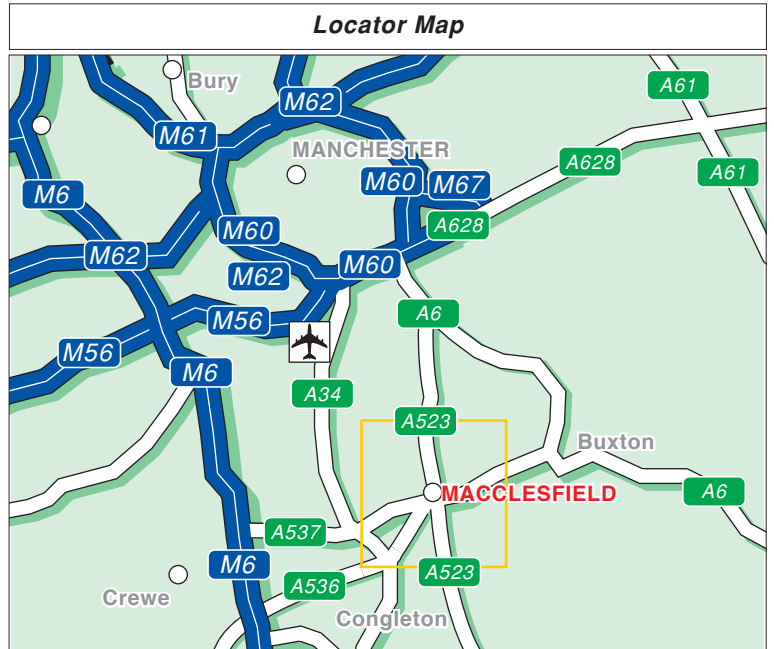 Locator Map
A61
Bury
M62
M61
MANCHESTER
A628
A61
M60
M67
M6
A628
M60
M62
M60
M62
A6
M56
M56
M6
A34
A523
Buxton
A6
MACCLESFIELD
A537
M6
A523
A536
Crewe
Congleton